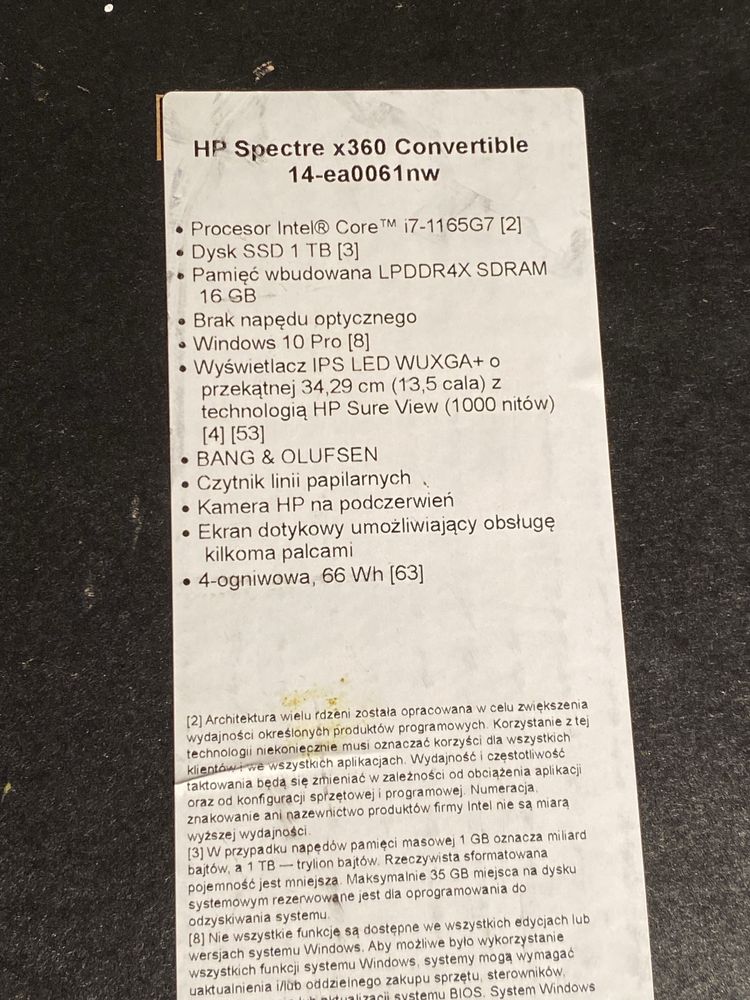 HP Spectre x360 Convertible
14-ea0061nw
• Procesor Intel® Core™ i7-1165G7 [2]
• Dysk SSD 1 TB [3]
• Pamięć wbudowana LPDDR4X SDRAM
16 GB
• Brak napędu optycznego
• Windows 10 Pro [8]
• Wyświetlacz IPS LED WUXGA+ o
przekątnej 34,29 cm (13,5 cala) z
technologią HP Sure View (1000 nitów)
[4] [53]
• BANG & OLUFSEN
• Czytnik linii papilarnych
• Kamera HP na podczerwień
• Ekran dotykowy umożliwiający obsługę
kilkoma palcami
• 4-ogniwowa, 66 Wh [63]
[2] Architektura wielu rdzeni została opracowana w celu zwiększenia
wydajności określonych produktów programowych. Korzystanie z tej
technologii niekoniecznie musi oznaczać korzyści dla wszystkich
klientów i we wszystkich aplikacjach. Wydajność i częstotliwość
taktowania będą się zmieniać w zależności od obciążenia aplikacji
oraz od konfiguracji sprzętowej i programowej. Numeracja,
znakowanie ani nazewnictwo produktów firmy Intel nie są miarą
wyższej wydajności.
[3] W przypadku napędów pamięci masowej 1 GB oznacza miliard
bajtów, a 1 TB — trylion bajtów. Rzeczywista sformatowana
pojemność jest mniejsza. Maksymalnie 35 GB miejsca na dysku
systemowym rezerwowane jest dla oprogramowania do
odzyskiwania systemu.
[8] Nie wszystkie funkcje są dostępne we wszystkich edycjach lub
wersjach systemu Windows. Aby możliwe było wykorzystanie
wszystkich funkcji systemu Windows, systemy mogą wymagać
uaktualnienia i/lub oddzielnego zakupu sprzętu, sterowników,
lub aktualizacji systemu BIOS. System Windows